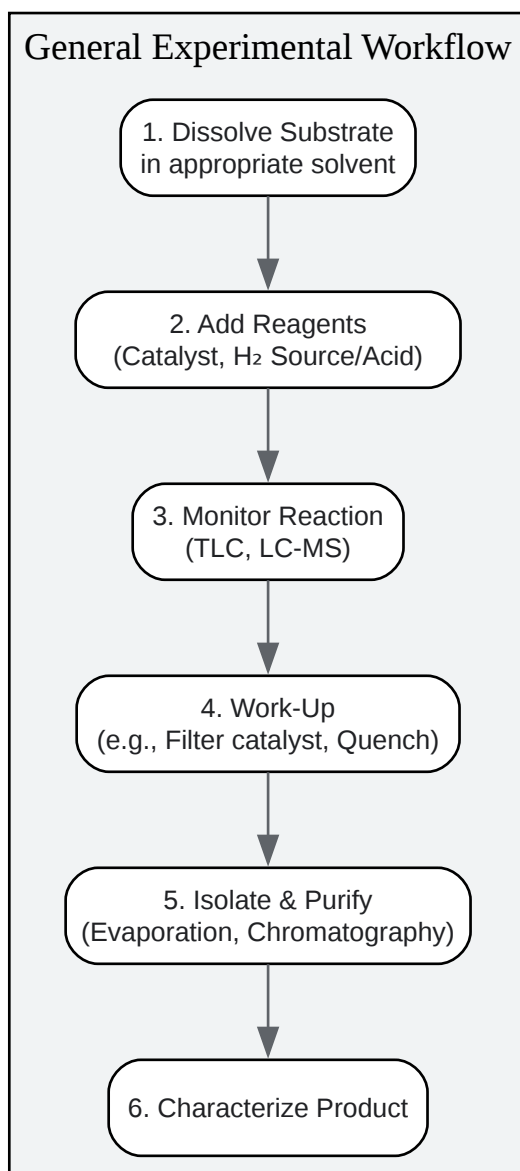 General Experimental Workflow
1. Dissolve Substrate
in appropriate solvent
2. Add Reagents
(Catalyst, H₂ Source/Acid)
3. Monitor Reaction
(TLC, LC-MS)
4. Work-Up
(e.g., Filter catalyst, Quench)
5. Isolate & Purify
(Evaporation, Chromatography)
6. Characterize Product